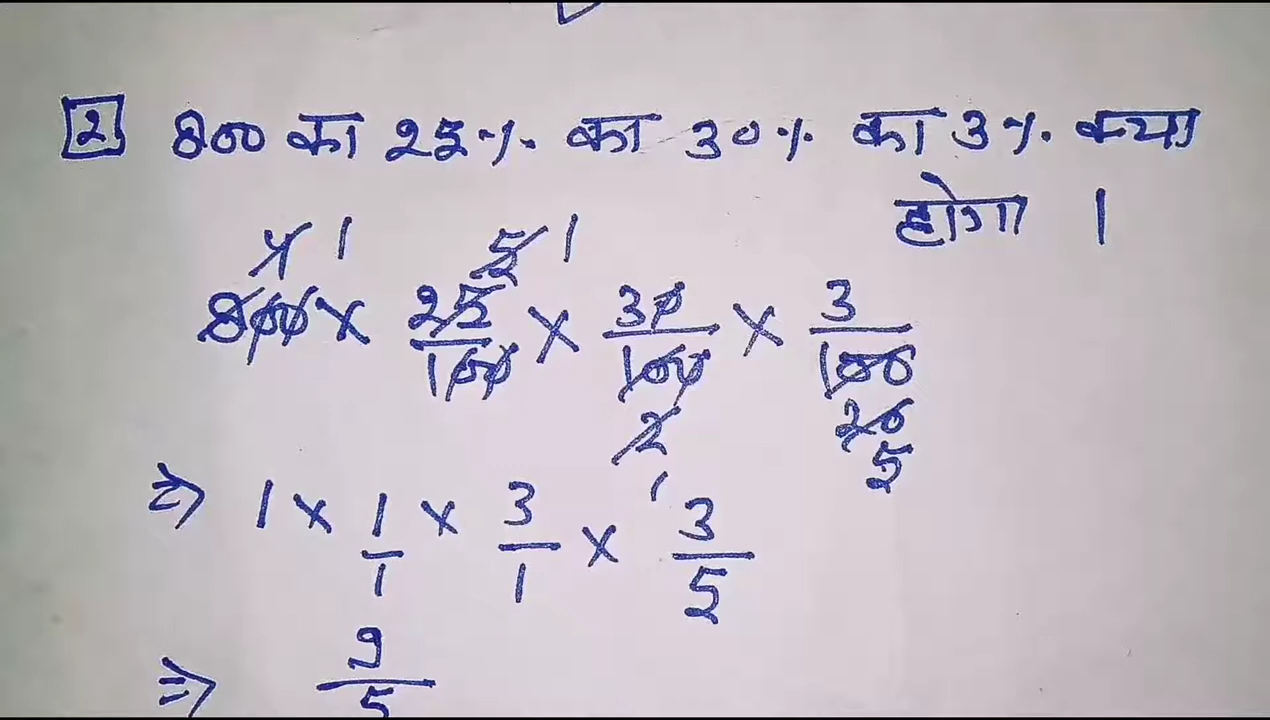 2 800 का 25% का 30% का 3% क्या
होगा ।
4 1 5 1
800 × 25/100 × 30/100 × 3/100
2 20
1 5
⇒ 1 × 1/1 × 3/1 × 3/5
⇒ 9/5